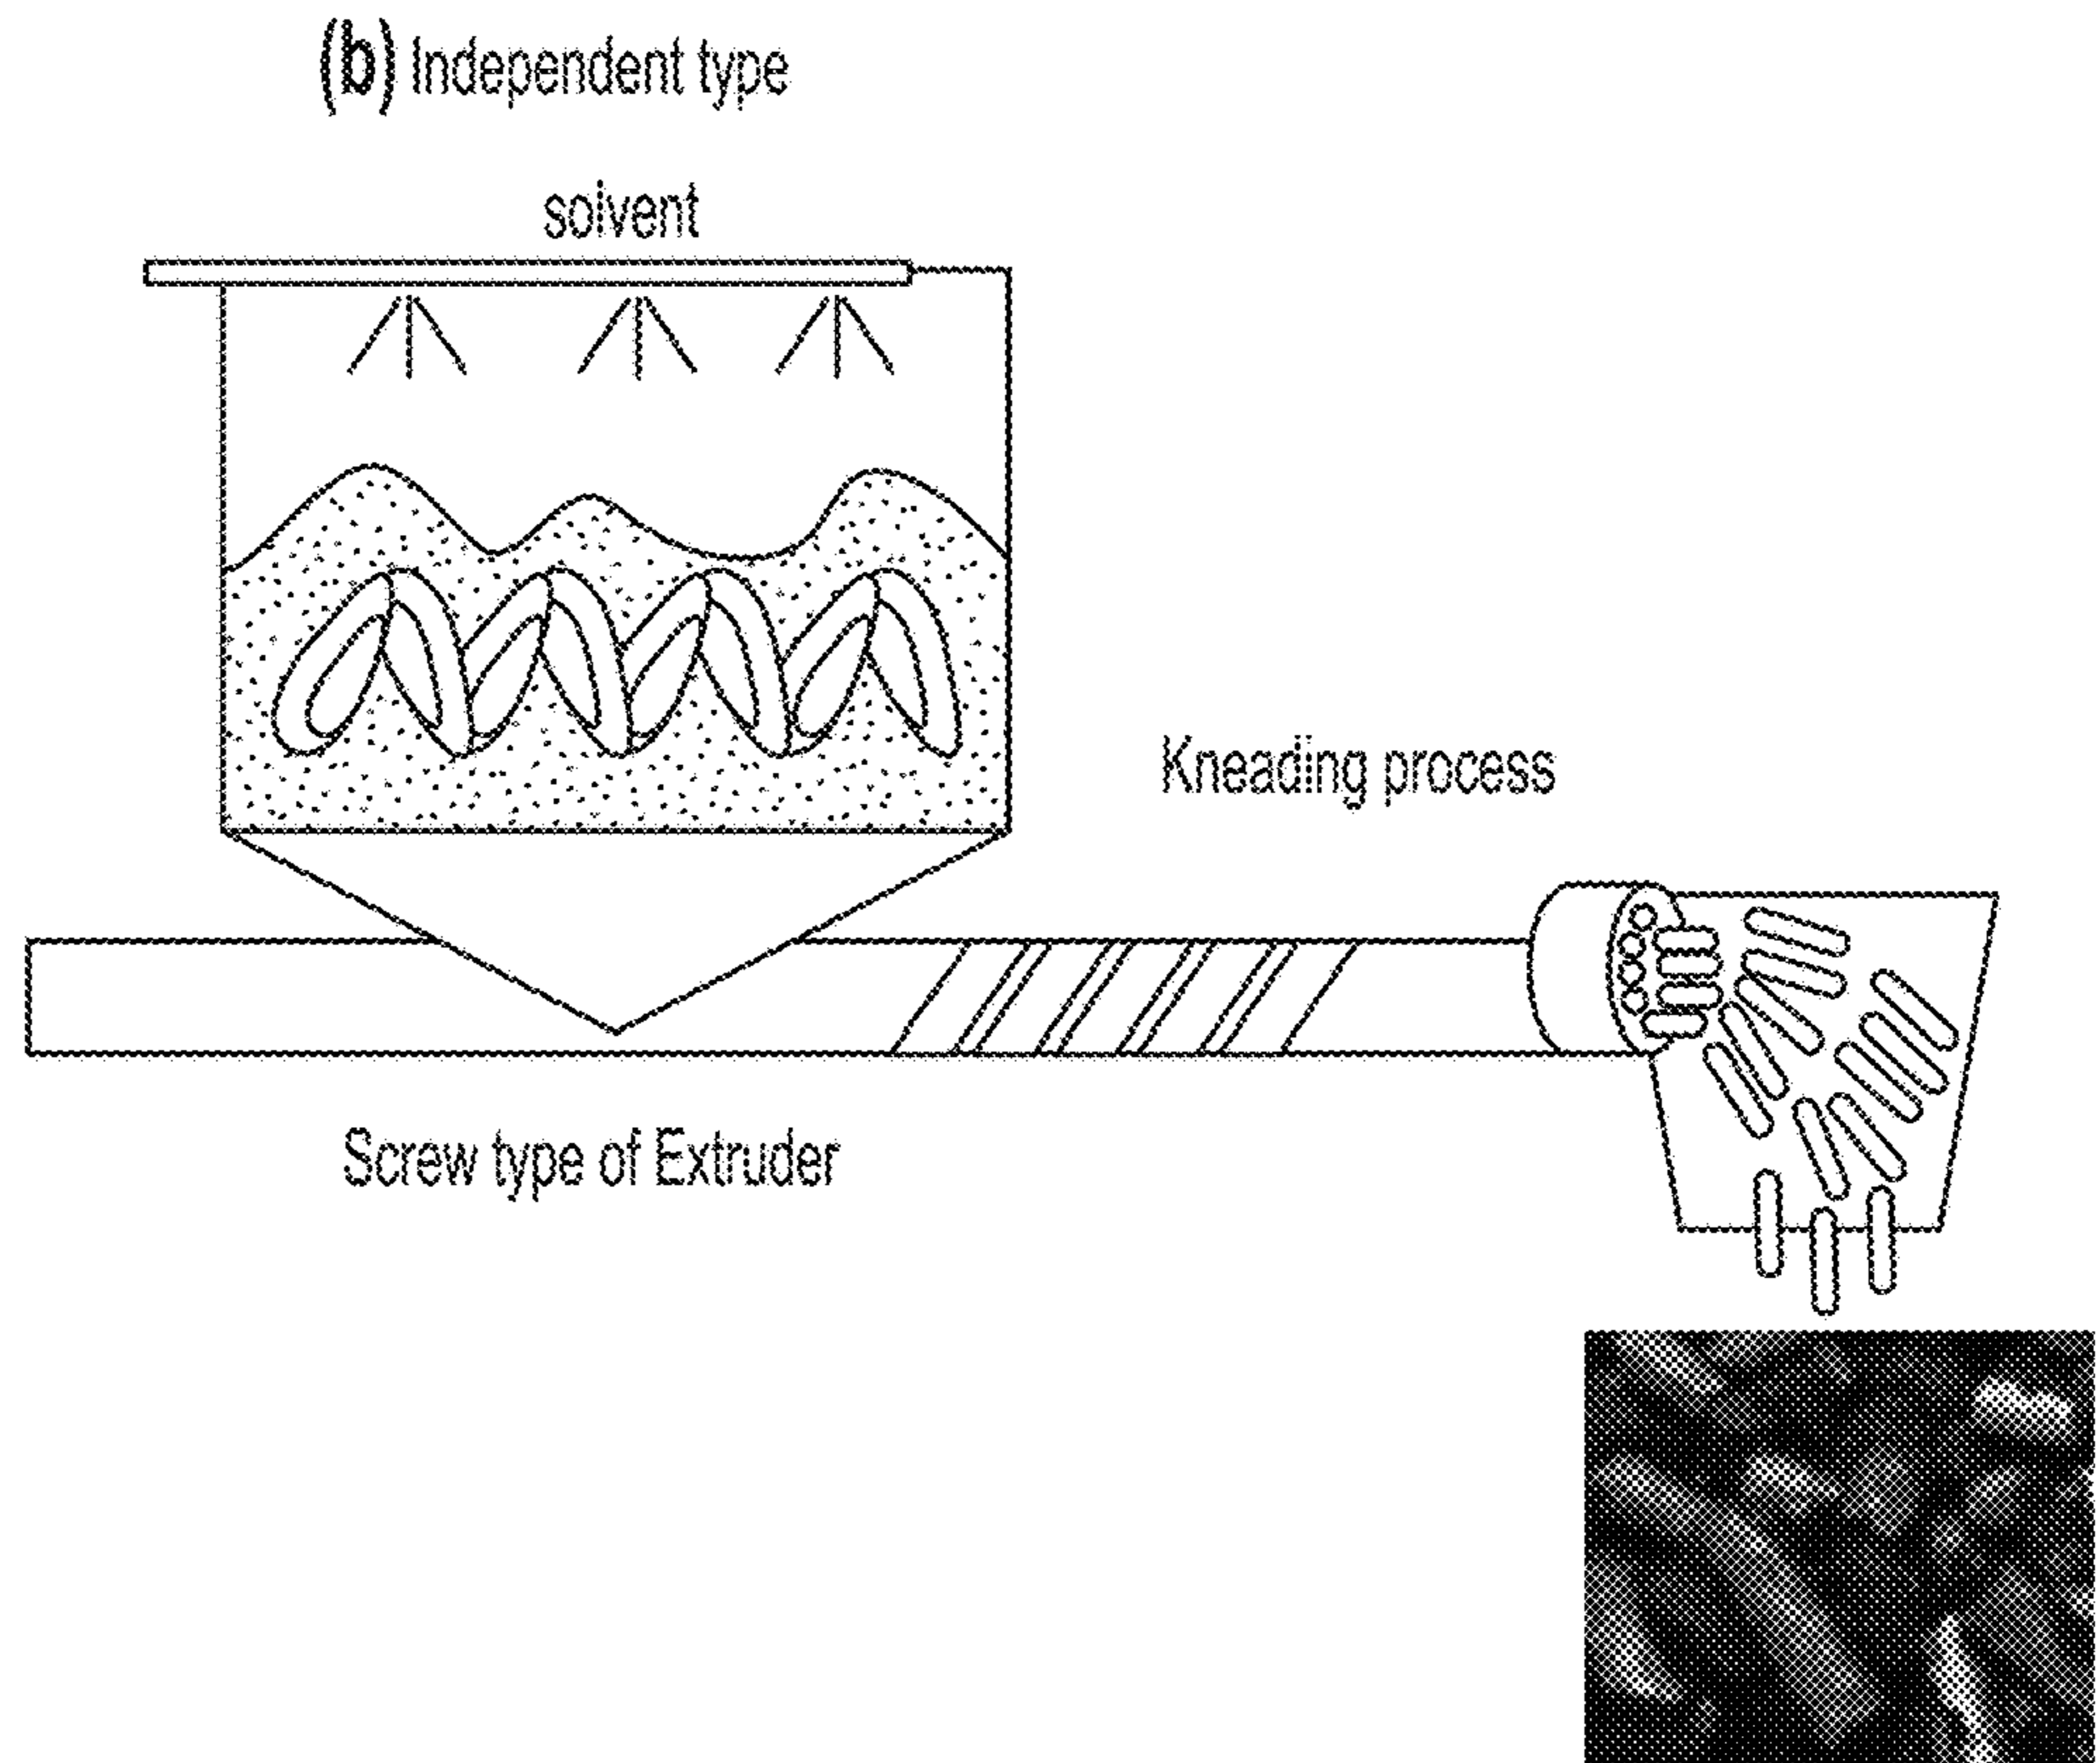 (b) Independent type
solvent
Kneading process
Screw type of Extruder